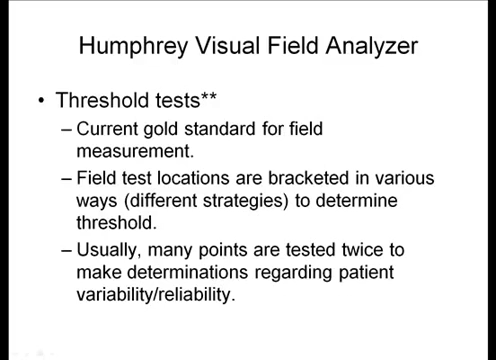 Humphrey Visual Field Analyzer
• Threshold tests**
– Current gold standard for field
measurement.
– Field test locations are bracketed in various
ways (different strategies) to determine
threshold.
– Usually, many points are tested twice to
make determinations regarding patient
variability/reliability.